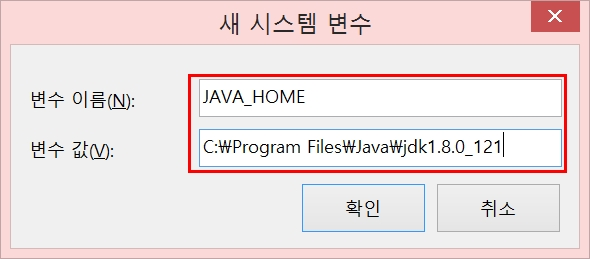 새 시스템 변수
변수 이름(N):
JAVA_HOME
변수 값(V):
C:₩Program Files₩Java₩jdk1.8.0_121
확인
취소